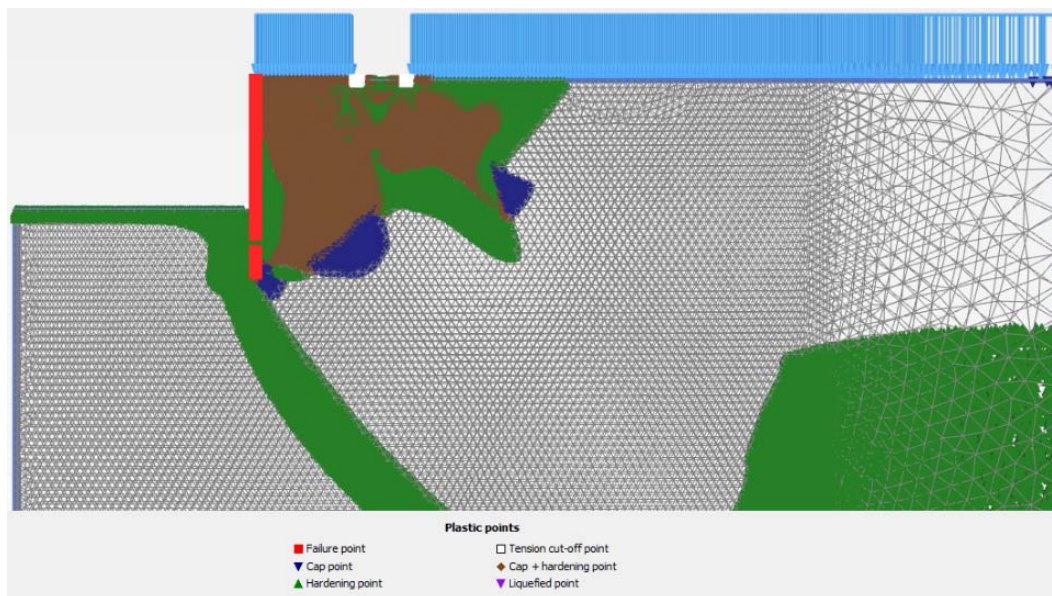 Plastic points
Failure point
Tension cut-off point
Cap point
Cap + hardening point
Hardening point
Liquefied point